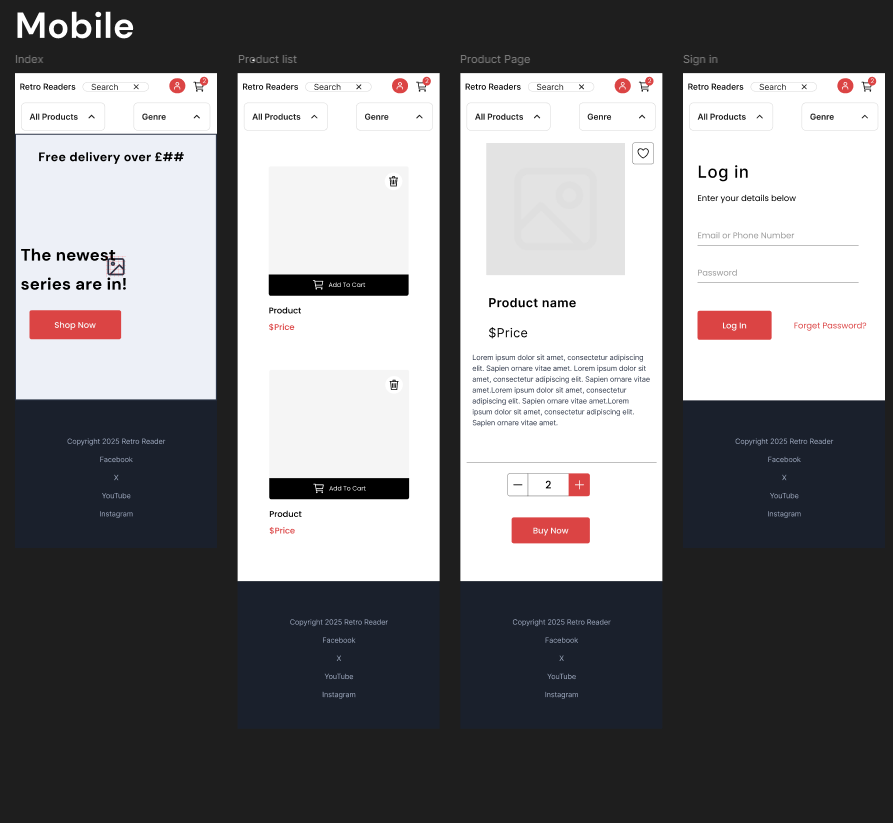 Mobile
Index
Retro Readers
Search
2
All Products
Genre
Free delivery over £##
The newest
series are in!
Shop Now
Copyright 2025 Retro Reader
Facebook
X
YouTube
Instagram
Product list
Retro Readers
Search
2
All Products
Genre
Add To Cart
Product
$Price
Add To Cart
Product
$Price
Copyright 2025 Retro Reader
Facebook
X
YouTube
Instagram
Product Page
Retro Readers
Search
2
All Products
Genre
Product name
$Price
Lorem ipsum dolor sit amet, consectetur adipiscing
elit. Sapien ornare vitae amet. Lorem ipsum dolor sit
amet, consectetur adipiscing elit. Sapien ornare vitae
amet.Lorem ipsum dolor sit amet, consectetur
adipiscing elit. Sapien ornare vitae amet.Lorem
ipsum dolor sit amet, consectetur adipiscing elit.
Sapien ornare vitae amet.
2
Buy Now
Copyright 2025 Retro Reader
Facebook
X
YouTube
Instagram
Sign in
Retro Readers
Search
2
All Products
Genre
Log in
Enter your details below
Email or Phone Number
Password
Log In
Forget Password?
Copyright 2025 Retro Reader
Facebook
X
YouTube
Instagram